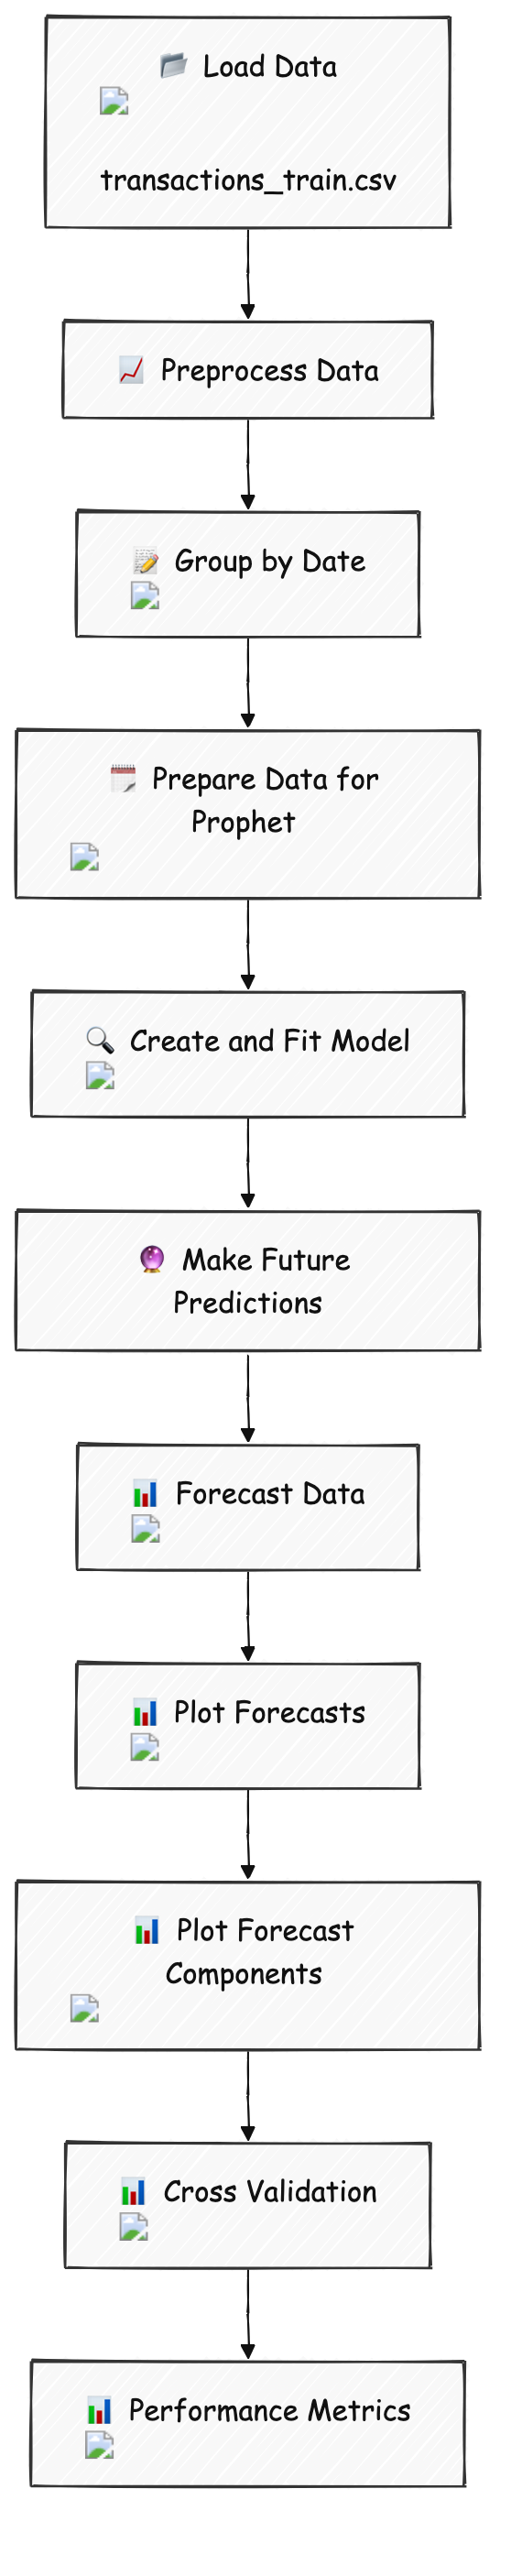 Load Data
transactions_train.csv
Preprocess Data
Group by Date
Prepare Data for
Prophet
Create and Fit Model
Make Future
Predictions
Forecast Data
Plot Forecasts
Plot Forecast
Components
Cross Validation
Performance Metrics